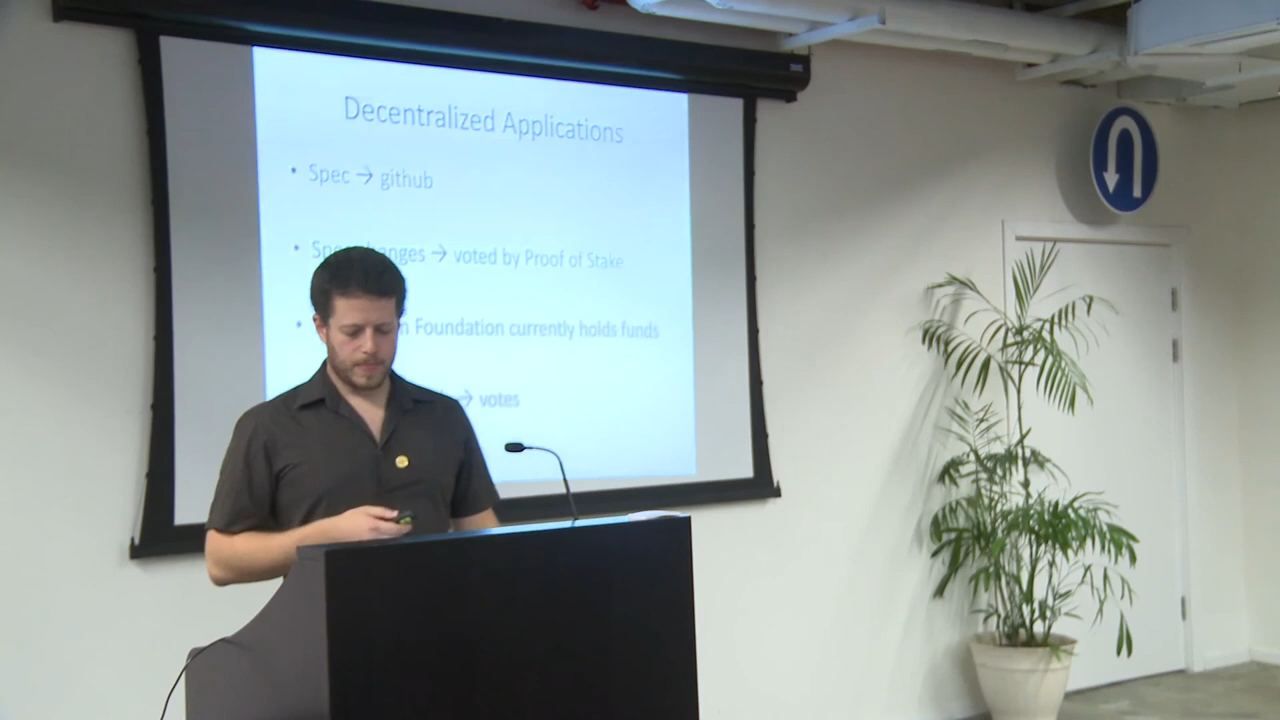 Decentralized Applications
• Spec → github
• Spec changes → voted by Proof of Stake
• n Foundation currently holds funds
→ votes